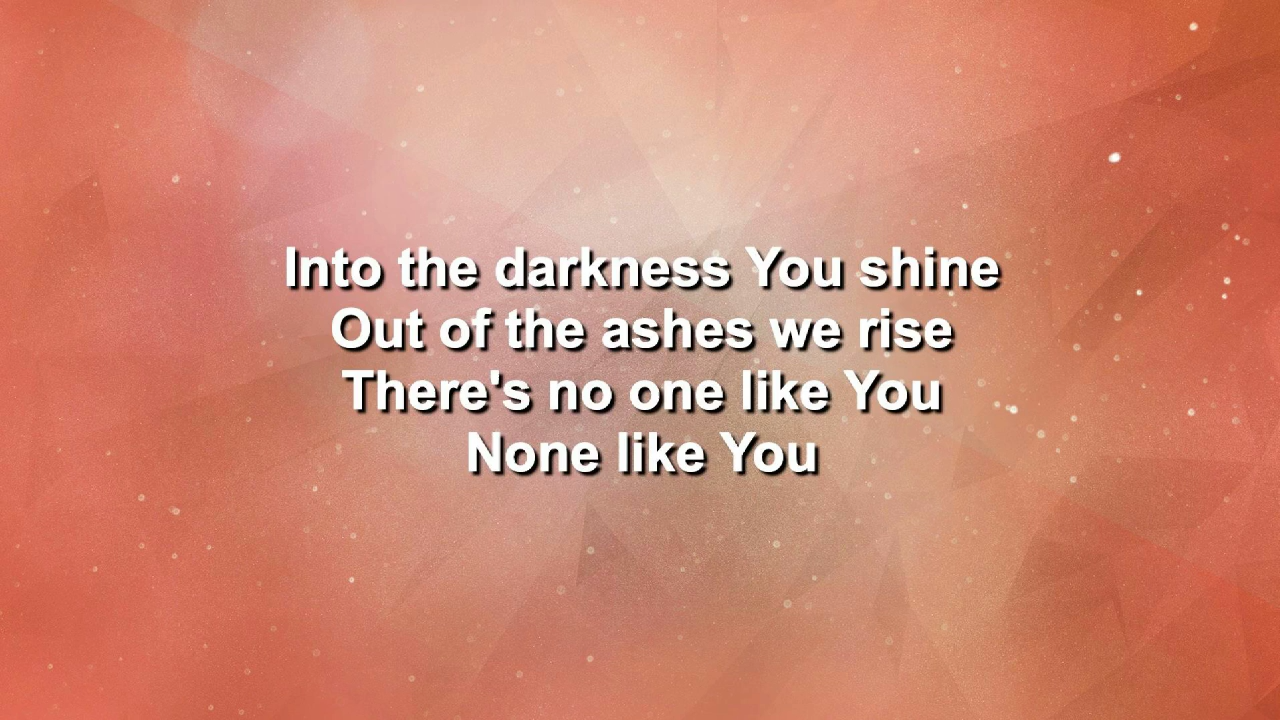 Into the darkness You shine
Out of the ashes we rise
There's no one like You
None like You